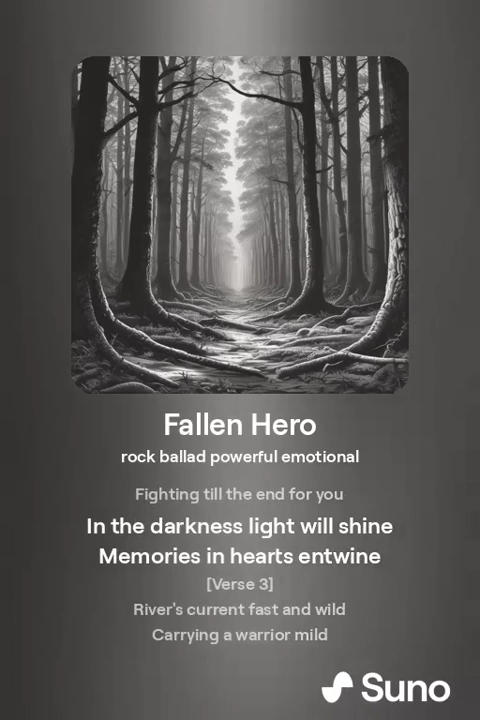 Fallen Hero
rock ballad powerful emotional
Fighting till the end for you
In the darkness light will shine
Memories in hearts entwine
[Verse 3]
River's current fast and wild
Carrying a warrior mild
Suno